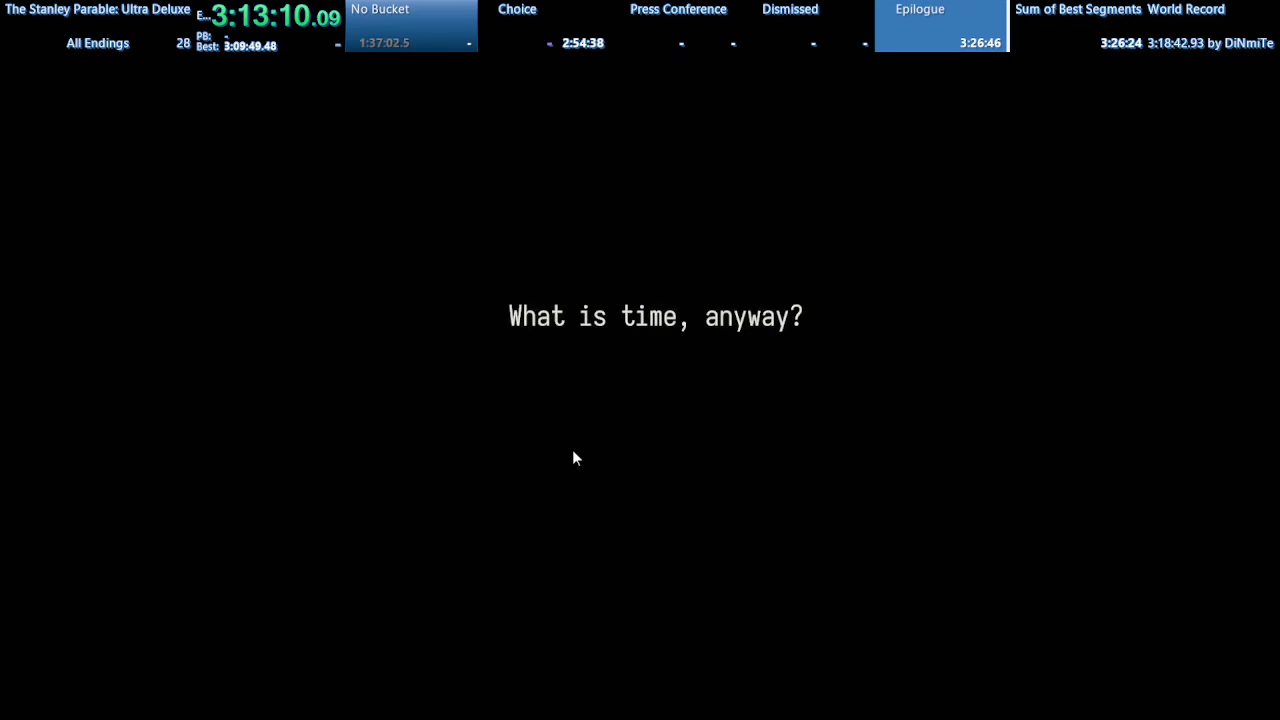 The Stanley Parable: Ultra Deluxe
All Endings 28
E... 3:13:10.09
PB: -
Best: 3:09:49.48 -
No Bucket
1:37:02.5 -
Choice
- 2:54:38
Press Conference
- -
Dismissed
- -
Epilogue
3:26:46
Sum of Best Segments
3:26:24
World Record
3:18:42.93 by DiNmiTe
What is time, anyway?